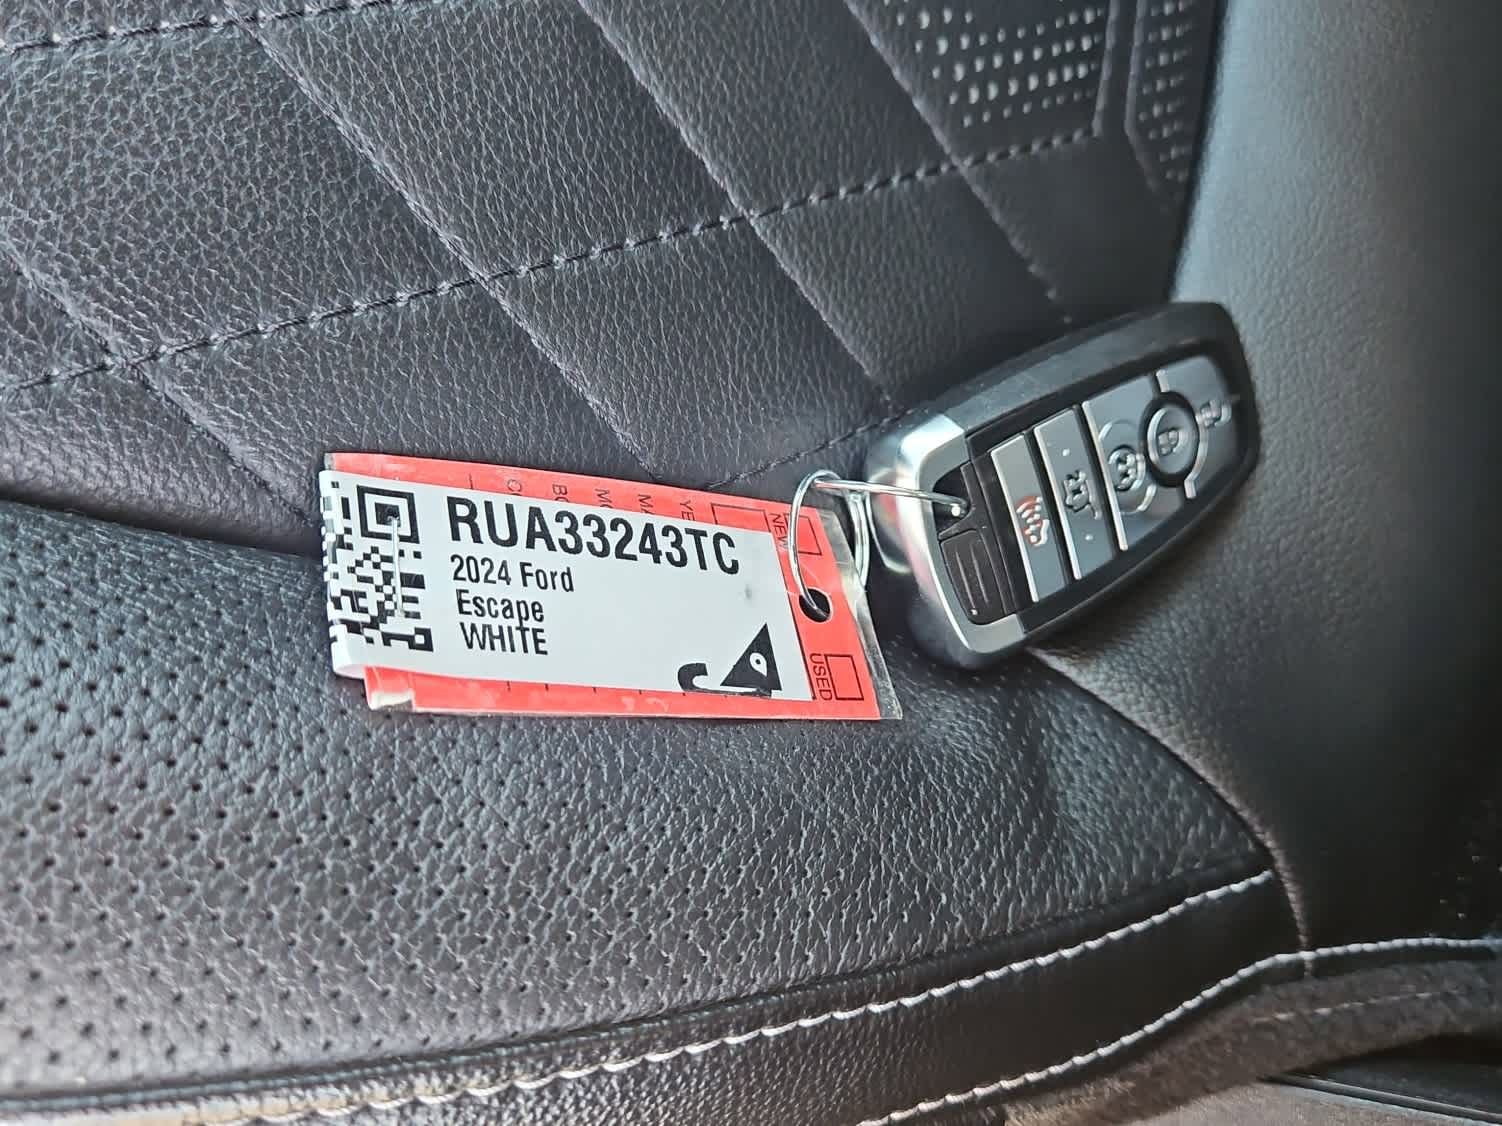 RUA33243TC
2024 Ford
Escape
WHITE
NEW
USED